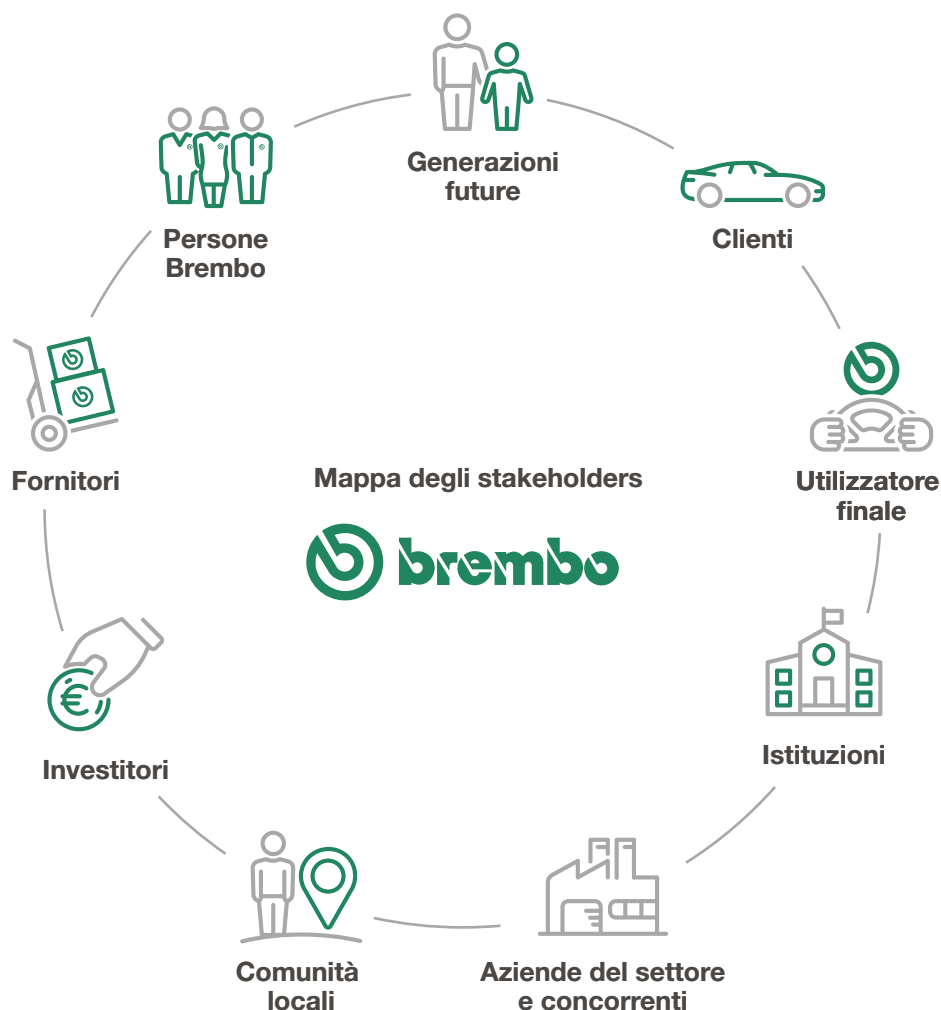 Generazioni
future
Clienti
Utilizzatore
finale
Istituzioni
Aziende del settore
e concorrenti
Comunità
locali
Investitori
Fornitori
Persone
Brembo
Mappa degli stakeholders
brembo